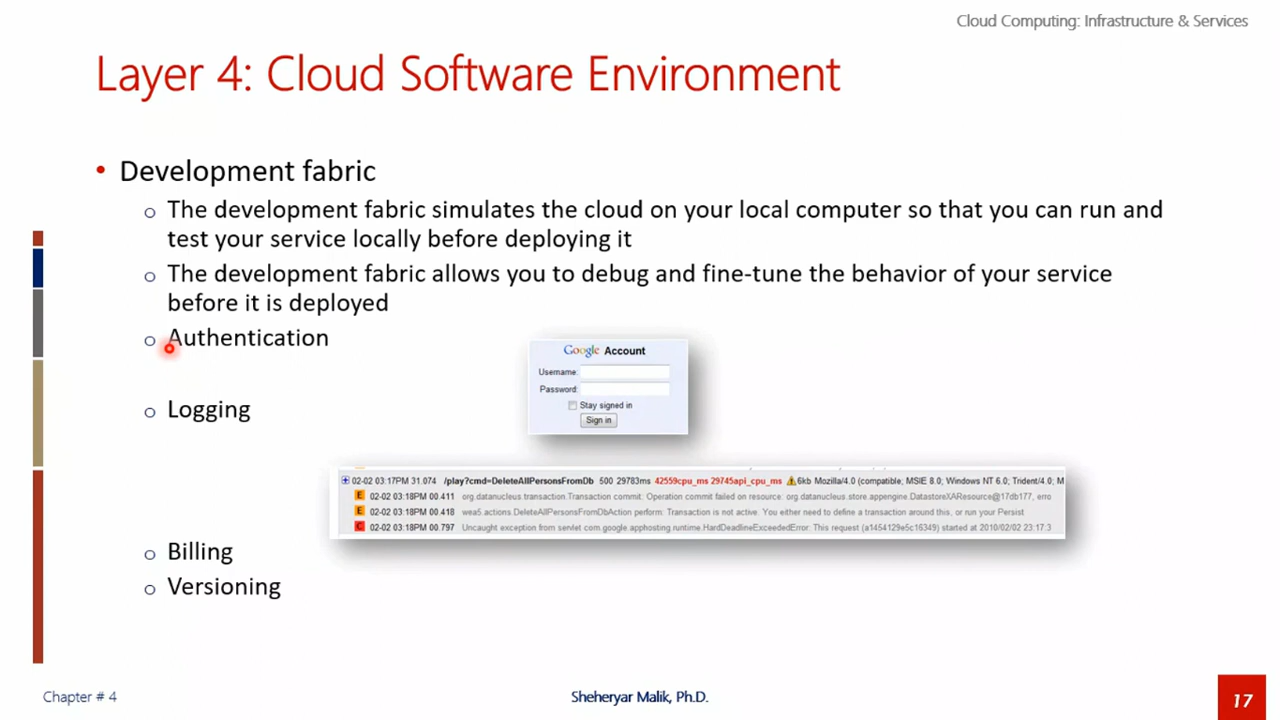 Cloud Computing: Infrastructure & Services
Layer 4: Cloud Software Environment
• Development fabric
o The development fabric simulates the cloud on your local computer so that you can run and
test your service locally before deploying it
o The development fabric allows you to debug and fine-tune the behavior of your service
before it is deployed
o Authentication
Google Account
Username:
Password:
Stay signed in
Sign in
o Logging
02-02 03:17PM 31.074 /play?cmd=DeleteAllPersonsFromDb 500 29783ms 42559cpu_ms 29745api_cpu_ms 6kb Mozilla/4.0 (compatible; MSIE 8.0; Windows NT 6.0; Trident/4.0; M
E 02-02 03:18PM 00.411 org.datanucleus.transaction.Transaction commit: Operation commit failed on resource: org.datanucleus.store.appengine.DatastoreXAResource@17db177, erro
E 02-02 03:18PM 00.418 wea5.actions.DeleteAllPersonsFromDbAction perform: Transaction is not active. You either need to define a transaction around this, or run your Persist
C 02-02 03:18PM 00.797 Uncaught exception from servlet com.google.apphosting.runtime.HardDeadlineExceededError: This request (a1454129e5c16349) started at 2010/02/02 23:17:3
o Billing
o Versioning
Chapter # 4
Sheheryar Malik, Ph.D.
17